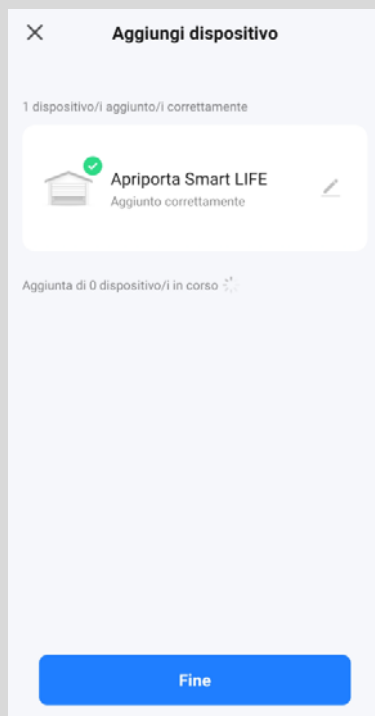 Aggiungi dispositivo
1 dispositivo/i aggiunto/i correttamente
Apriporta Smart LIFE
Aggiunto correttamente
Aggiunta di 0 dispositivo/i in corso
Fine